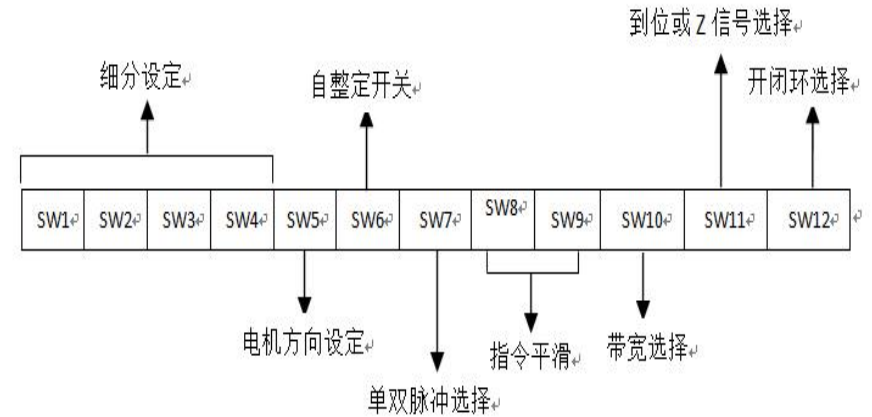 到位或Z信号选择
细分设定
自整定开关
开闭环选择
SW1 SW2 SW3 SW4 SW5 SW6 SW7 SW8 SW9 SW10 SW11 SW12
电机方向设定
指令平滑
带宽选择
单双脉冲选择